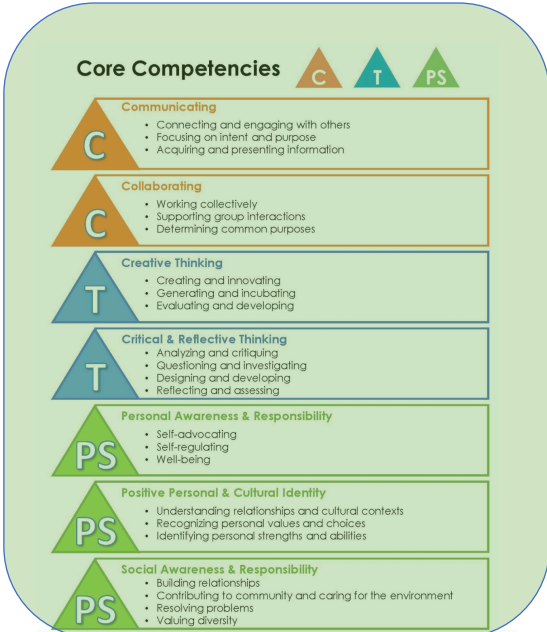 Core Competencies
C T PS
C
Communicating
• Connecting and engaging with others
• Focusing on intent and purpose
• Acquiring and presenting information
C
Collaborating
• Working collectively
• Supporting group interactions
• Determining common purposes
T
Creative Thinking
• Creating and innovating
• Generating and incubating
• Evaluating and developing
T
Critical & Reflective Thinking
• Analyzing and critiquing
• Questioning and investigating
• Designing and developing
• Reflecting and assessing
PS
Personal Awareness & Responsibility
• Self-advocating
• Self-regulating
• Well-being
PS
Positive Personal & Cultural Identity
• Understanding relationships and cultural contexts
• Recognizing personal values and choices
• Identifying personal strengths and abilities
PS
Social Awareness & Responsibility
• Building relationships
• Contributing to community and caring for the environment
• Resolving problems
• Valuing diversity